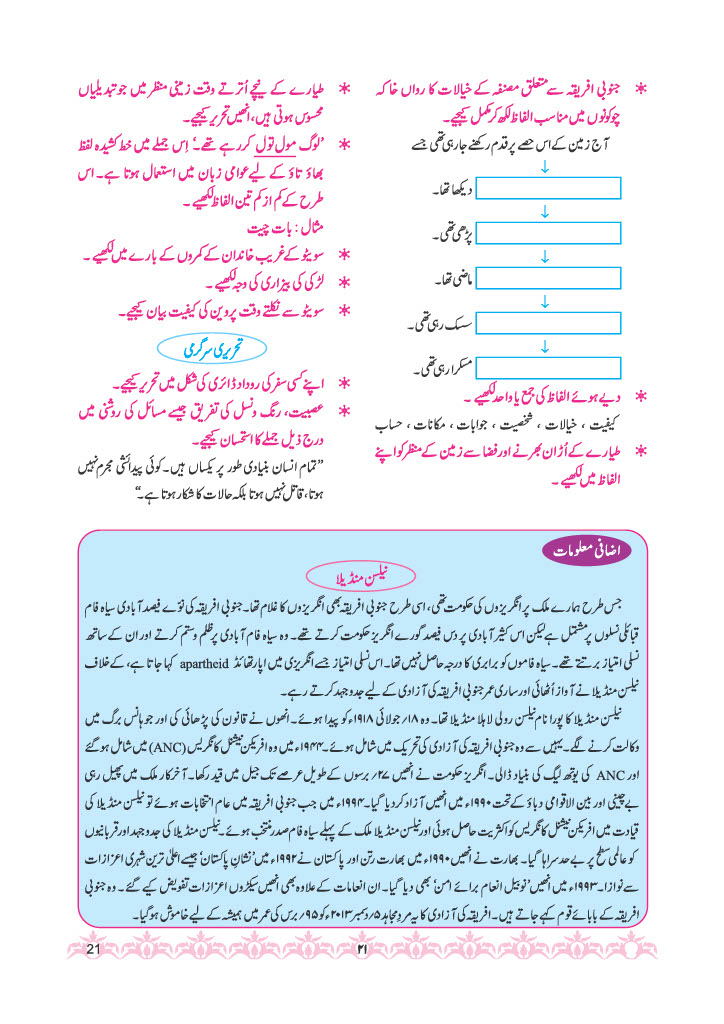 جنوبی افریقہ سے متعلق مصنفہ کے خیالات کا رواں خاکہ
چوکونوں میں مناسب الفاظ لکھ کر مکمل کیجیے۔
آج زمین کے اس حصے پر قدم رکھنے جا رہی تھی جسے
دیکھا تھا۔
پڑھی تھی۔
ماضی تھا۔
سسک رہی تھی۔
مسکرا رہی تھی۔
دیے ہوئے الفاظ کی جمع یا واحد لکھیے۔
کیفیت ، خیالات ، شخصیت ، جوابات ، مکانات ، حساب
طیارے کے اُڑان بھرنے اور فضا سے زمین کے منظر کو اپنے
الفاظ میں لکھیے۔
طیارے کے نیچے اُترتے وقت زمینی منظر میں جو تبدیلیاں
محسوس ہوتی ہیں، انھیں تحریر کیجیے۔
'لوگ مول تول کر رہے تھے۔' اِس جملے میں خط کشیدہ لفظ
بھاؤ تاؤ کے لیے عوامی زبان میں استعمال ہوتا ہے۔ اس
طرح کے کم از کم تین الفاظ لکھیے۔
مثال : بات چیت
سویٹو کے غریب خاندان کے کمروں کے بارے میں لکھیے۔
لڑکی کی بیزاری کی وجہ لکھیے۔
سویٹو سے نکلتے وقت پروین کی کیفیت بیان کیجیے۔
تحریری سرگرمی
اپنے کسی سفر کی روداد ڈائری کی شکل میں تحریر کیجیے۔
عصبیت، رنگ و نسل کی تفریق جیسے مسائل کی روشنی میں
درج ذیل جملے کا استحسان کیجیے۔
"تمام انسان بنیادی طور پر یکساں ہیں۔ کوئی پیدائشی مجرم نہیں
ہوتا، قاتل نہیں ہوتا بلکہ حالات کا شکار ہوتا ہے۔"
اضافی معلومات
نیلسن منڈیلا
جس طرح ہمارے ملک پر انگریزوں کی حکومت تھی، اسی طرح جنوبی افریقہ بھی انگریزوں کا غلام تھا۔ جنوبی افریقہ کی نوّے فیصد آبادی سیاہ فام
قبائلی نسلوں پر مشتمل ہے لیکن اس کثیر آبادی پر دس فیصد گورے انگریز حکومت کرتے تھے۔ وہ سیاہ فام آبادی پر ظلم و ستم کرتے اور ان کے ساتھ
نسلی امتیاز برتتے تھے۔ سیاہ فاموں کو برابری کا درجہ حاصل نہیں تھا۔ اس نسلی امتیاز جسے انگریزی میں اپارتھائڈ apartheid کہا جاتا ہے، کے خلاف
نیلسن منڈیلا نے آواز اُٹھائی اور ساری عمر جنوبی افریقہ کی آزادی کے لیے جدوجہد کرتے رہے۔
نیلسن منڈیلا کا پورا نام نیلسن رولی لاہلا منڈیلا تھا۔ وہ ۱۸؍جولائی ۱۹۱۸ء کو پیدا ہوئے۔ انھوں نے قانون کی پڑھائی کی اور جوہانس برگ میں
وکالت کرنے لگے۔ یہیں سے وہ جنوبی افریقہ کی آزادی کی تحریک میں شامل ہوئے۔ ۱۹۴۴ء میں وہ افریکن نیشنل کانگریس (ANC) میں شامل ہو گئے
اور ANC کی یوتھ لیگ کی بنیاد ڈالی۔ انگریز حکومت نے انھیں ۲۷؍برسوں کے طویل عرصے تک جیل میں قید رکھا۔ آخرکار ملک میں پھیل رہی
بے چینی اور بین الاقوامی دباؤ کے تحت ۱۹۹۰ء میں انھیں آزاد کر دیا گیا۔ ۱۹۹۴ء میں جب جنوبی افریقہ میں عام انتخابات ہوئے تو نیلسن منڈیلا کی
قیادت میں افریکن نیشنل کانگریس کو اکثریت حاصل ہوئی اور نیلسن منڈیلا ملک کے پہلے سیاہ فام صدر منتخب ہوئے۔ نیلسن منڈیلا کی جدوجہد اور قربانیوں
کو عالمی سطح پر بے حد سراہا گیا۔ بھارت نے انھیں ۱۹۹۰ء میں بھارت رتن اور پاکستان نے ۱۹۹۲ء میں 'نشانِ پاکستان' جیسے اعلیٰ ترین شہری اعزازات
سے نوازا۔ ۱۹۹۳ء میں انھیں 'نوبیل انعام برائے امن' بھی دیا گیا۔ ان انعامات کے علاوہ بھی انھیں سیکڑوں اعزازات تفویض کیے گئے۔ وہ جنوبی
افریقہ کے بابائے قوم کہے جاتے ہیں۔ افریقہ کی آزادی کا یہ مردِ مجاہد ۵؍دسمبر ۲۰۱۳ء کو ۹۵؍برس کی عمر میں ہمیشہ کے لیے خاموش ہو گیا۔
۲۱
21